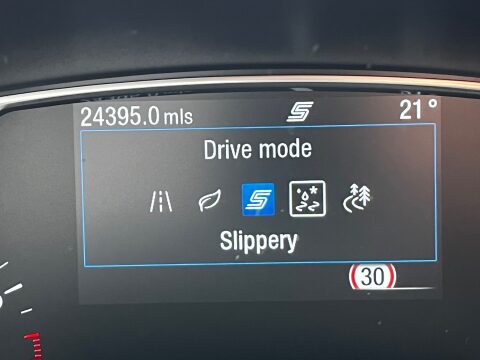 24395.0 mls
21°
Drive mode
Slippery
30